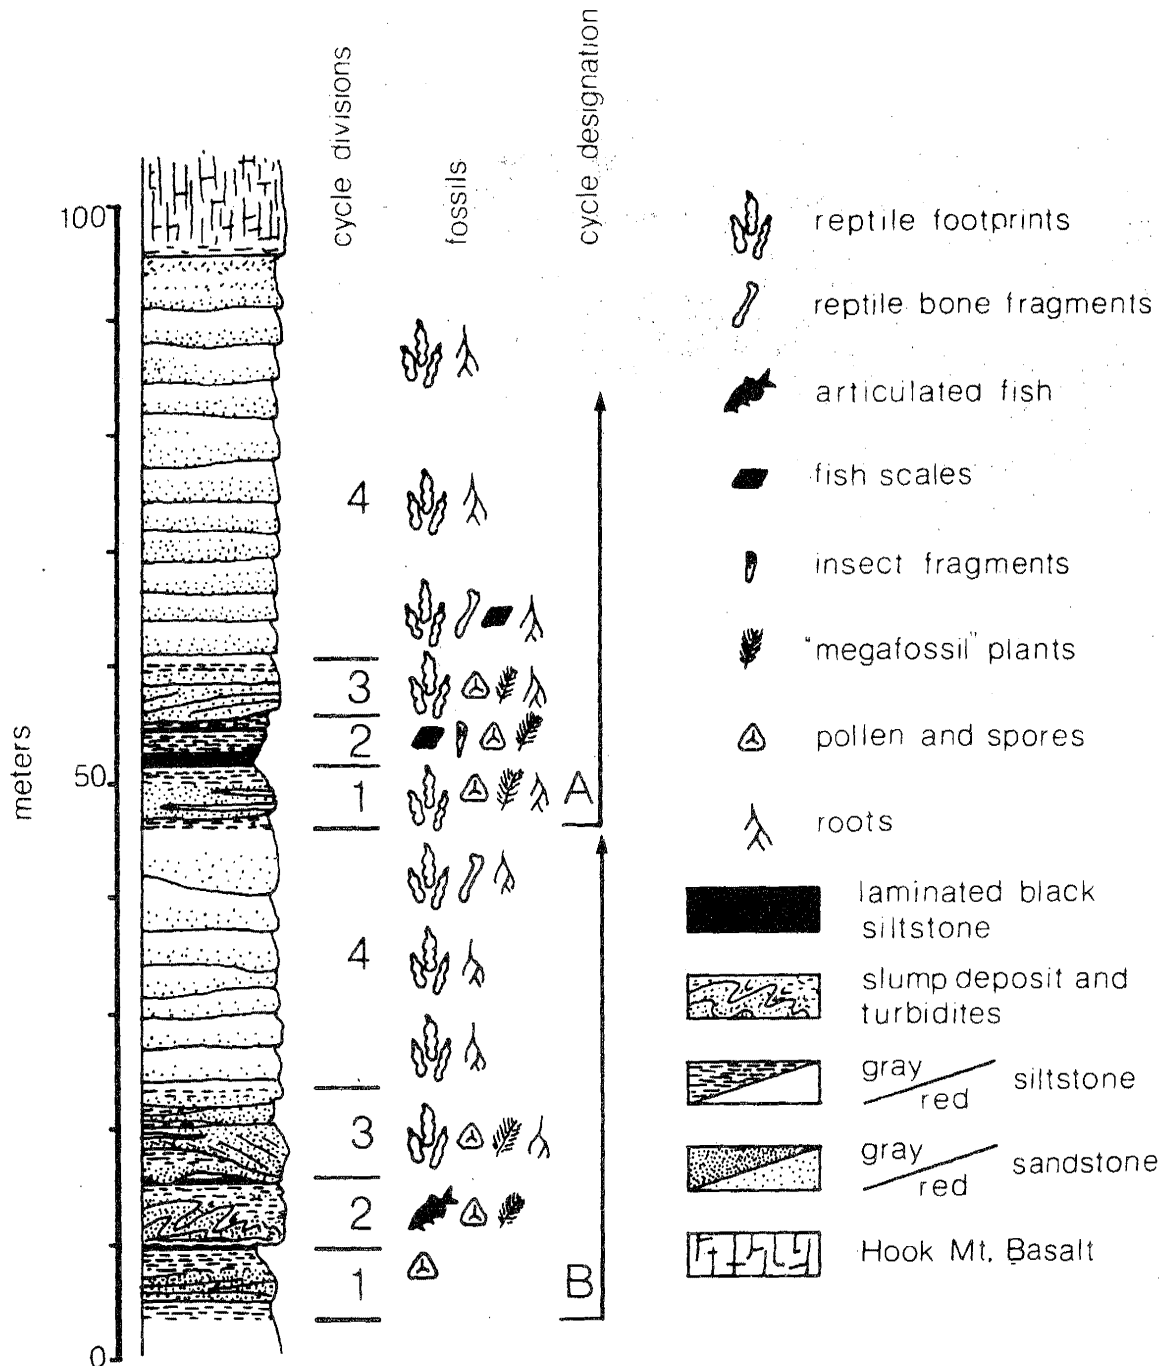 cycle divisions
fossils
cycle designation
meters
100
50
0
4
3
2
1
A
4
3
2
1
B
reptile footprints
reptile bone fragments
articulated fish
fish scales
insect fragments
"megafossil" plants
pollen and spores
roots
laminated black
siltstone
slump deposit and
turbidites
gray
red
siltstone
gray
red
sandstone
Hook Mt. Basalt